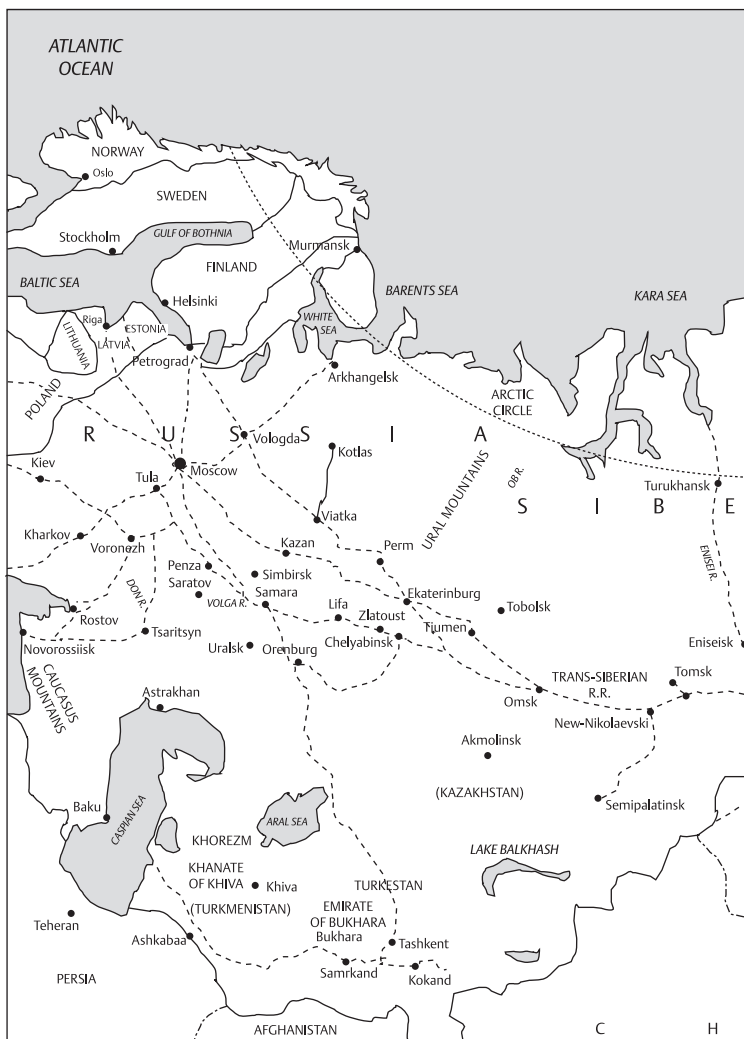 ATLANTIC
OCEAN
NORWAY
Oslo
SWEDEN
Stockholm
GULF OF BOTHNIA
Murmansk
FINLAND
BALTIC SEA
BARENTS SEA
KARA SEA
Helsinki
Riga
ESTONIA
WHITE
SEA
LITHUANIA
LATVIA
Petrograd
Arkhangelsk
POLAND
ARCTIC
CIRCLE
R U S S I A
Vologda
Kotlas
Kiev
Moscow
URAL MOUNTAINS
OB R.
Tula
Turukhansk
S I B E
Viatka
Kharkov
Voronezh
Kazan
Perm
ENISEI R.
Penza
Simbirsk
Saratov
Samara
Ekaterinburg
DON R.
VOLGA R.
Lifa
Zlatoust
Tobolsk
Rostov
Tsaritsyn
Chelyabinsk
Tiumen
Novorossiisk
Uralsk
Orenburg
Eniseisk
CAUCASUS
MOUNTAINS
TRANS-SIBERIAN
R.R.
Tomsk
Astrakhan
Omsk
New-Nikolaevski
Akmolinsk
(KAZAKHSTAN)
Semipalatinsk
Baku
CASPIAN SEA
ARAL SEA
KHOREZM
LAKE BALKHASH
KHANATE
OF KHIVA
Khiva
TURKESTAN
(TURKMENISTAN)
EMIRATE
OF BUKHARA
Bukhara
Teheran
Ashkabaa
Tashkent
Samrkand
Kokand
PERSIA
AFGHANISTAN
C H